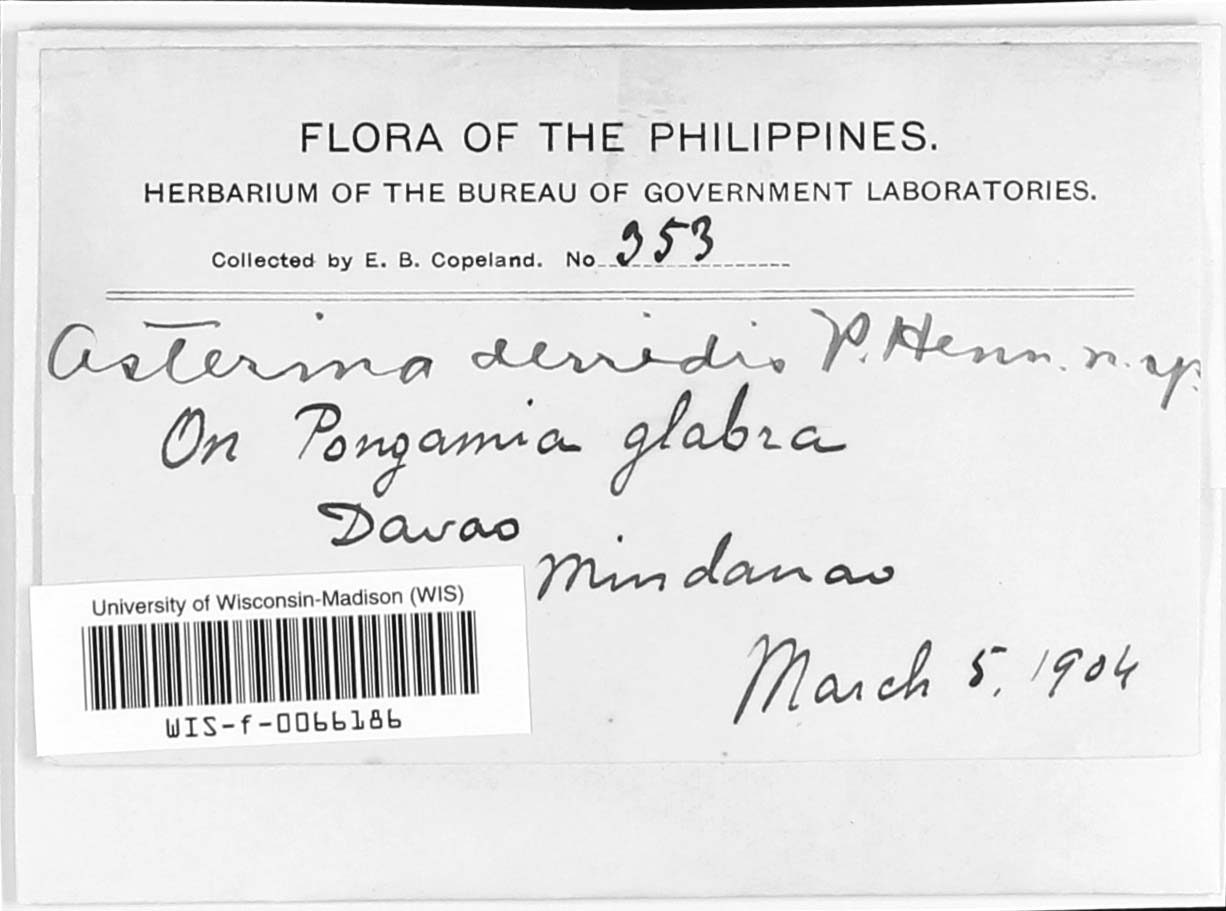 FLORA OF THE PHILIPPINES.
HERBARIUM OF THE BUREAU OF GOVERNMENT LABORATORIES.
Collected by E. B. Copeland. No 953
Asterina derridis P. Henn. n. sp.
On Pongamia glabra
Davao
Mindanao
March 5, 1904
University of Wisconsin-Madison (WIS)
WIS-f-0066186